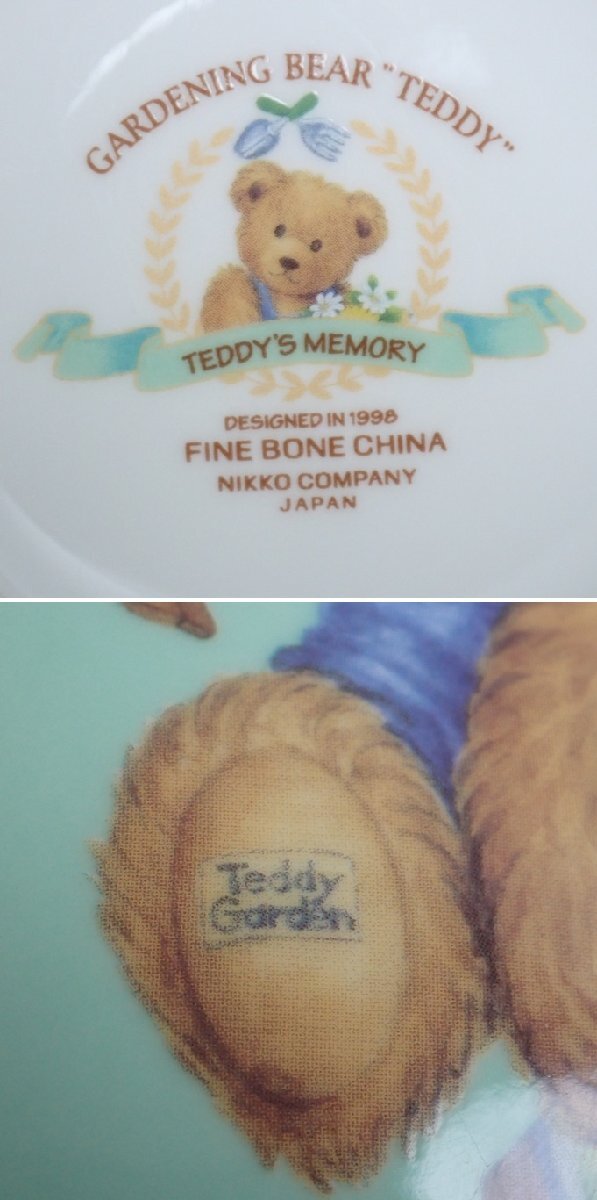 GARDENING BEAR "TEDDY"
TEDDY'S MEMORY
DESIGNED IN 1998
FINE BONE CHINA
NIKKO COMPANY
JAPAN
Teddy
Garden